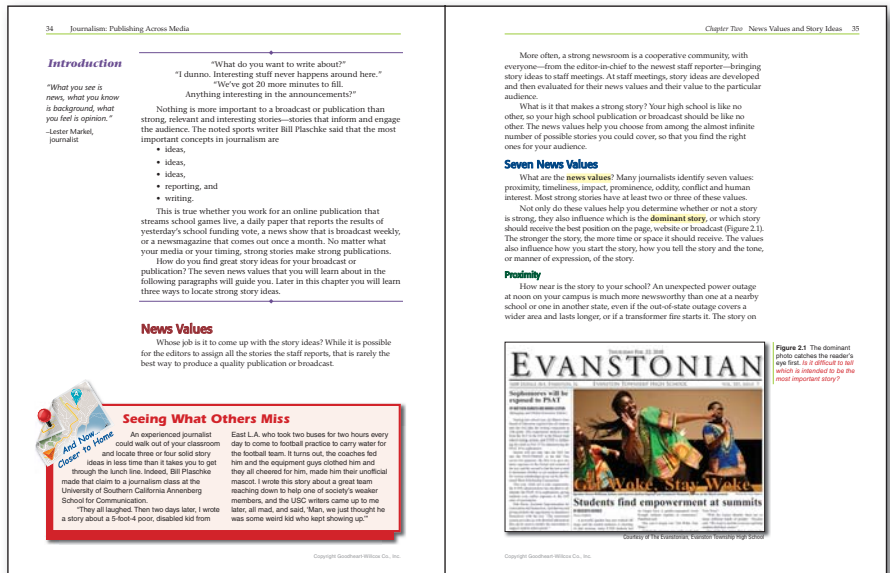 34 Journalism: Publishing Across Media
Introduction
"What you see is
news, what you know
is background, what
you feel is opinion."
–Lester Markel,
journalist
"What do you want to write about?"
"I dunno. Interesting stuff never happens around here."
"We've got 20 more minutes to fill.
Anything interesting in the announcements?"
Nothing is more important to a broadcast or publication than
strong, relevant and interesting stories—stories that inform and engage
the audience. The noted sports writer Bill Plaschke said that the most
important concepts in journalism are
• ideas,
• ideas,
• ideas,
• reporting, and
• writing.
This is true whether you work for an online publication that
streams school games live, a daily paper that reports the results of
yesterday's school funding vote, a news show that is broadcast weekly,
or a newsmagazine that comes out once a month. No matter what
your media or your timing, strong stories make strong publications.
How do you find great story ideas for your broadcast or
publication? The seven news values that you will learn about in the
following paragraphs will guide you. Later in this chapter you will learn
three ways to locate strong story ideas.
News Values
Whose job is it to come up with the story ideas? While it is possible
for the editors to assign all the stories the staff reports, that is rarely the
best way to produce a quality publication or broadcast.
And Now
Closer to Home
Seeing What Others Miss
An experienced journalist
could walk out of your classroom
and locate three or four solid story
ideas in less time than it takes you to get
through the lunch line. Indeed, Bill Plaschke
made that claim to a journalism class at the
University of Southern California Annenberg
School for Communication.
"They all laughed. Then two days later, I wrote
a story about a 5-foot-4 poor, disabled kid from
East L.A. who took two buses for two hours every
day to come to football practice to carry water for
the football team. It turns out, the coaches fed
him and the equipment guys clothed him and
they all cheered for him, made him their unofficial
mascot. I wrote this story about a great team
reaching down to help one of society's weaker
members, and the USC writers came up to me
later, all mad, and said, 'Man, we just thought he
was some weird kid who kept showing up.'"
Copyright Goodheart-Willcox Co., Inc.
Chapter Two News Values and Story Ideas 35
More often, a strong newsroom is a cooperative community, with
everyone—from the editor-in-chief to the newest staff reporter—bringing
story ideas to staff meetings. At staff meetings, story ideas are developed
and then evaluated for their news values and their value to the particular
audience.
What is it that makes a strong story? Your high school is like no
other, so your high school publication or broadcast should be like no
other. The news values help you choose from among the almost infinite
number of possible stories you could cover, so that you find the right
ones for your audience.
Seven News Values
What are the news values? Many journalists identify seven values:
proximity, timeliness, impact, prominence, oddity, conflict and human
interest. Most strong stories have at least two or three of these values.
Not only do these values help you determine whether or not a story
is strong, they also influence which is the dominant story, or which story
should receive the best position on the page, website or broadcast (Figure 2.1).
The stronger the story, the more time or space it should receive. The values
also influence how you start the story, how you tell the story and the tone,
or manner of expression, of the story.
Proximity
How near is the story to your school? An unexpected power outage
at noon on your campus is much more newsworthy than one at a nearby
school or one in another state, even if the out-of-state outage covers a
wider area and lasts longer, or if a transformer fire starts it. The story on
EVANSTONIAN
EVANSTON TOWNSHIP HIGH SCHOOL
Sophomores will be
exposed to PSAT
Students find empowerment at summits
Figure 2.1 The dominant
photo catches the reader's
eye first. Is it difficult to tell
which is intended to be the
most important story?
Courtesy of The Evanstonian, Evanston Township High School
Copyright Goodheart-Willcox Co., Inc.